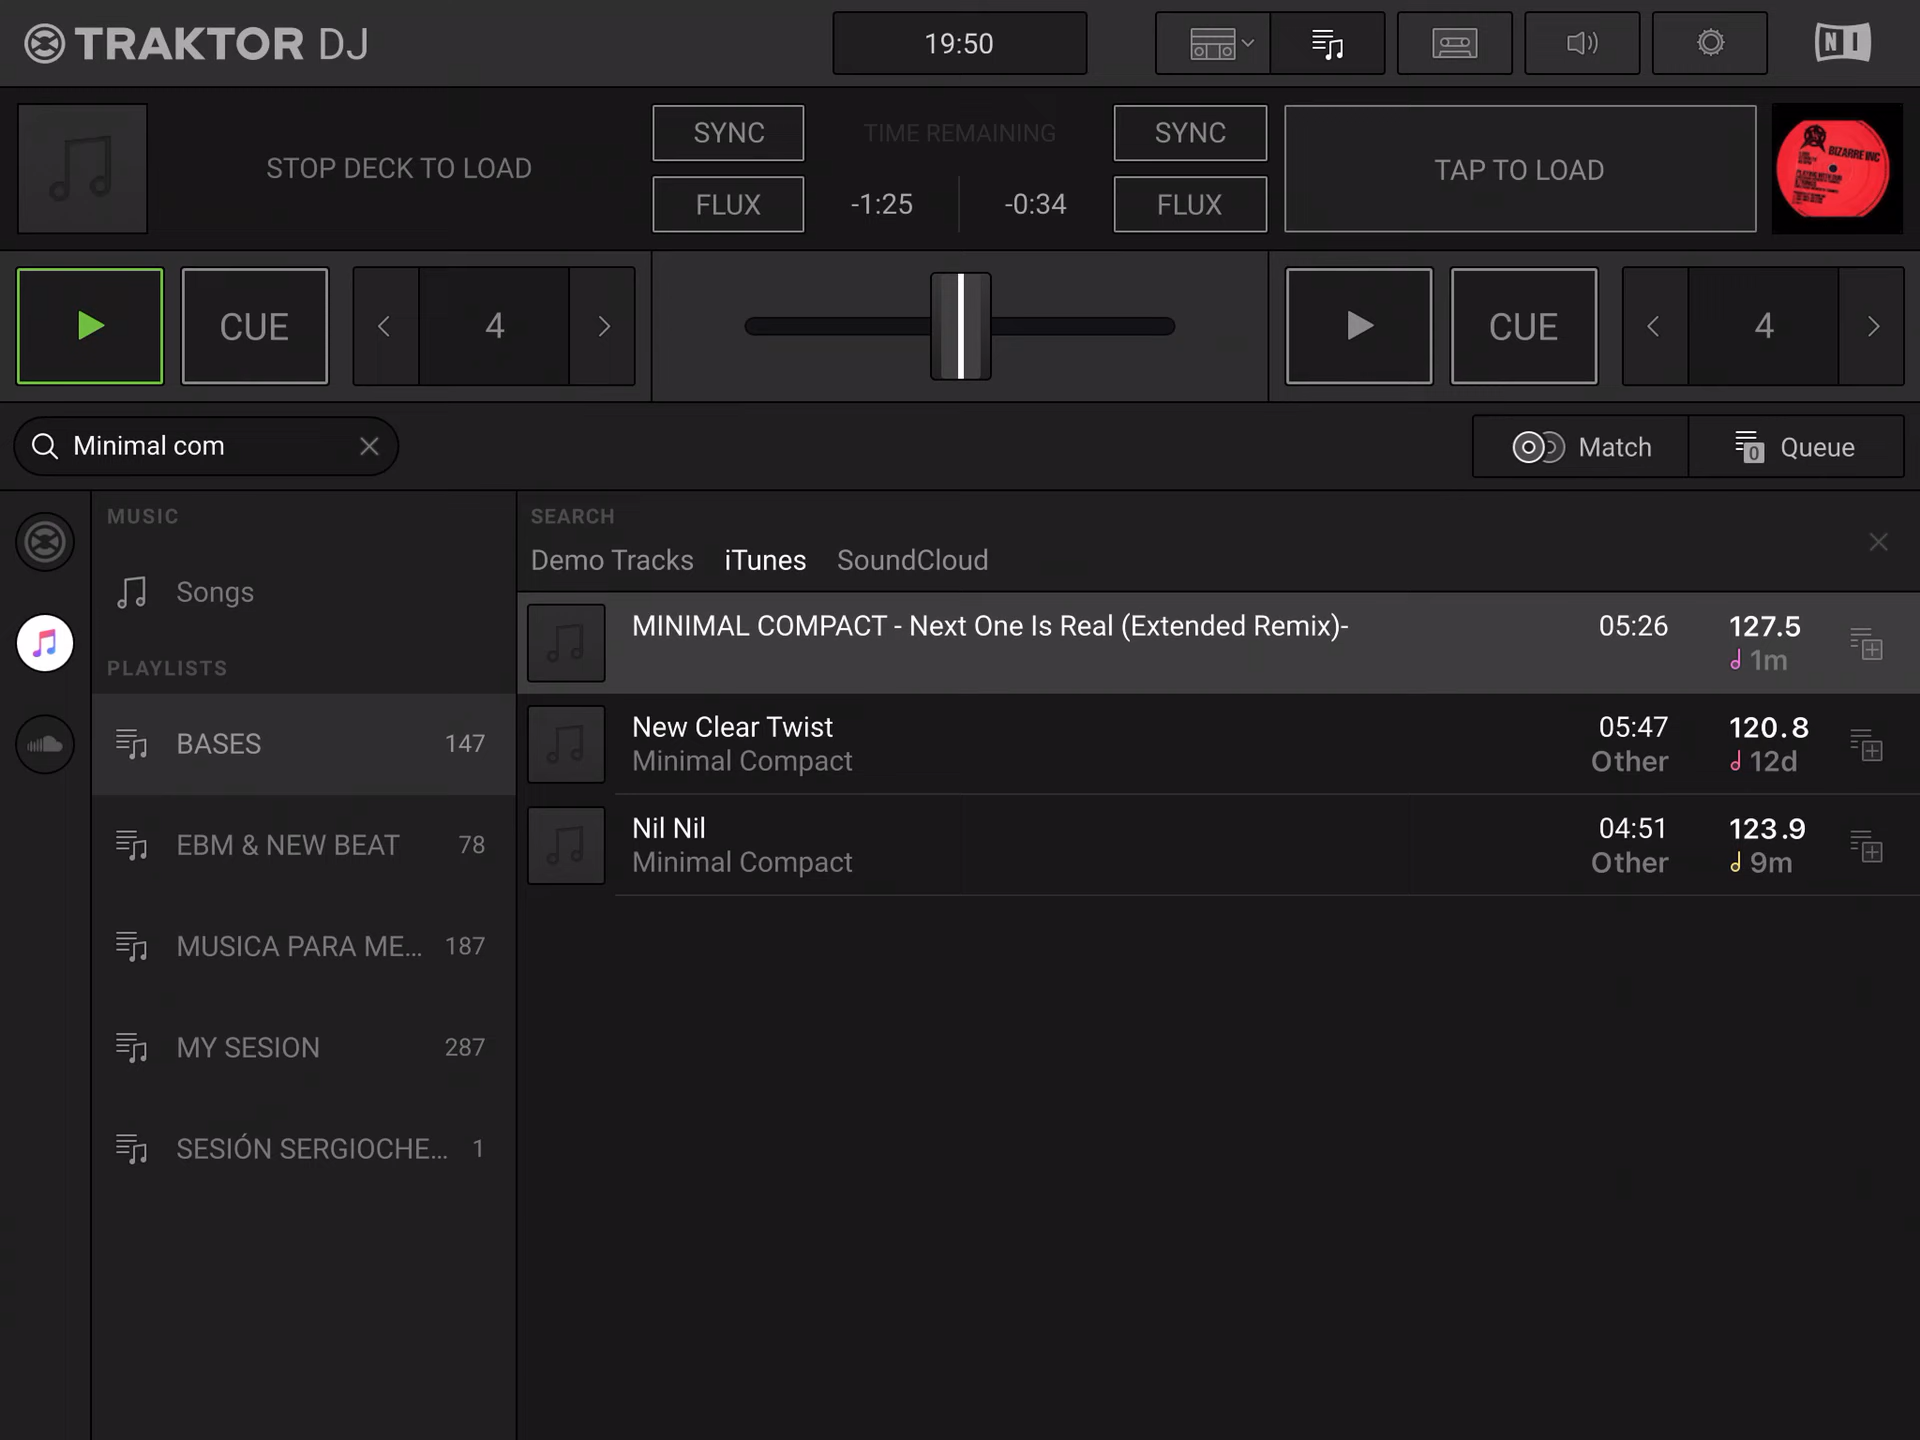 TRAKTOR DJ
19:50
NI
STOP DECK TO LOAD
SYNC
TIME REMAINING
SYNC
TAP TO LOAD
BIZARRE INC
FLUX
-1:25
-0:34
FLUX
CUE
4
CUE
4
Minimal com
Match
0
Queue
MUSIC
Songs
PLAYLISTS
BASES 147
EBM & NEW BEAT 78
MUSICA PARA ME... 187
MY SESION 287
SESIÓN SERGIOCHE... 1
SEARCH
Demo Tracks iTunes SoundCloud
MINIMAL COMPACT - Next One Is Real (Extended Remix)- 05:26 127.5
1m
New Clear Twist 05:47 120.8
Minimal Compact Other 12d
Nil Nil 04:51 123.9
Minimal Compact Other 9m